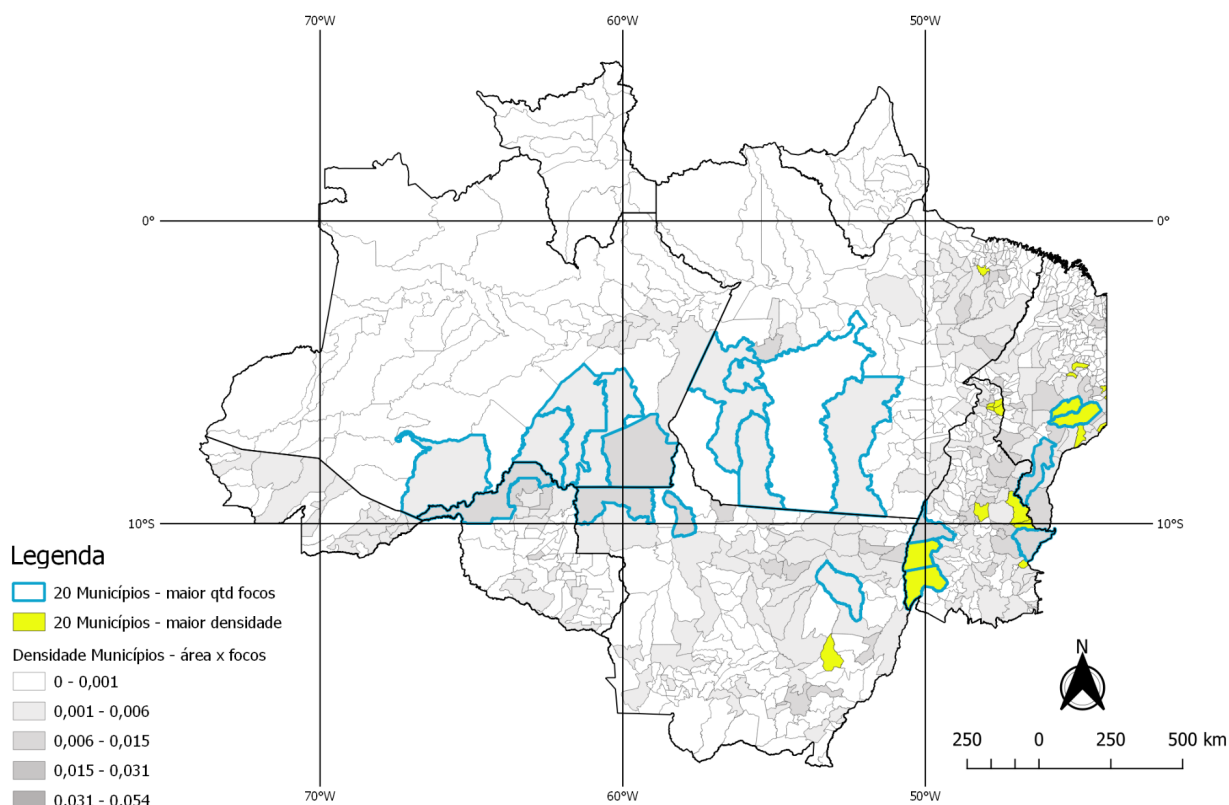 70°W 60°W 50°W
0° 0°
10°S 10°S
Legenda
20 Municípios - maior qtd focos
20 Municípios - maior densidade
Densidade Municípios - área x focos
0 - 0,001
0,001 - 0,006
0,006 - 0,015
0,015 - 0,031
0,031 - 0,054
N
250 0 250 500 km
70°W 60°W 50°W